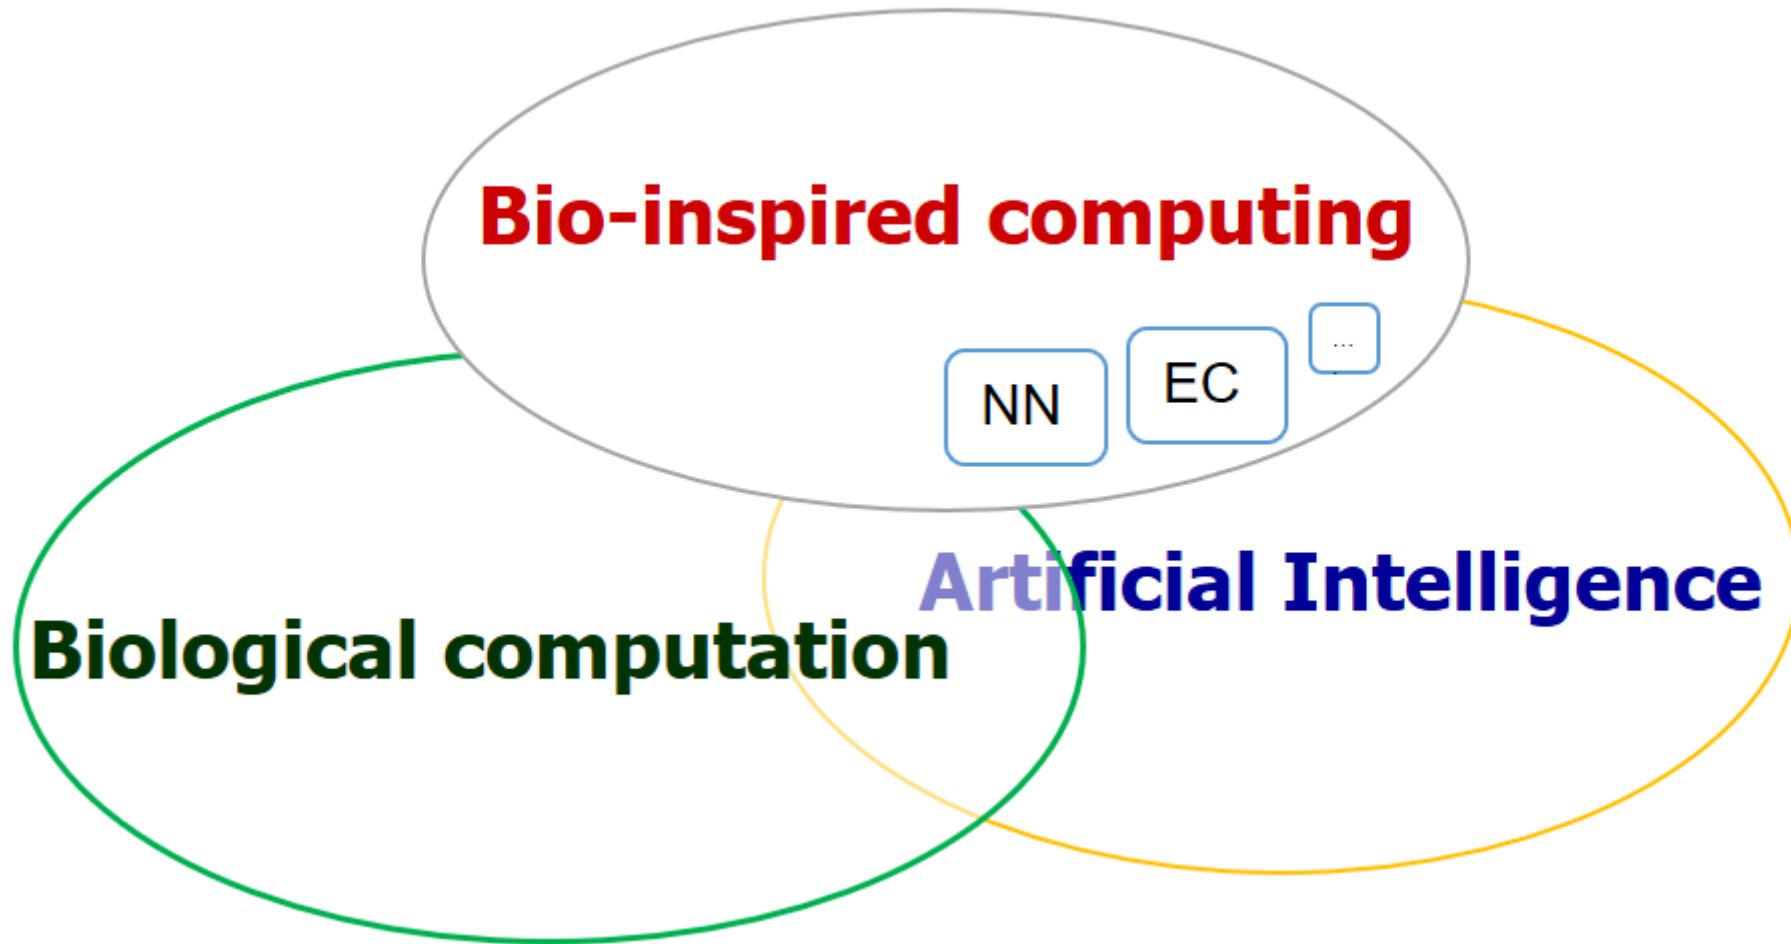 Bio-inspired computing
...
EC
NN
Artificial Intelligence
Biological computation